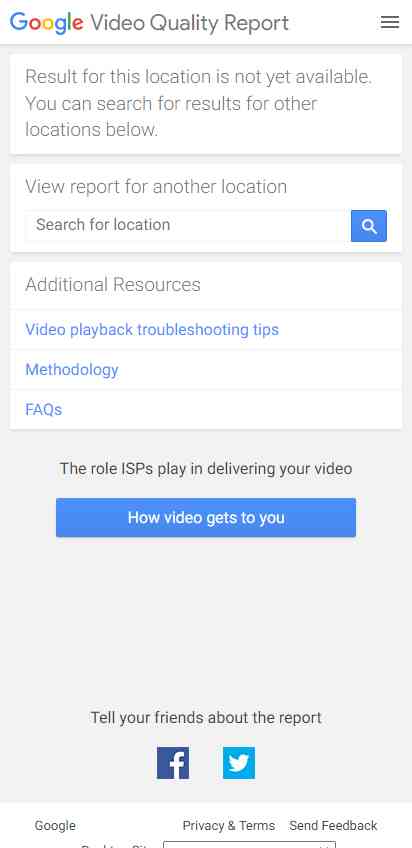 Google Video Quality Report
Result for this location is not yet available.
You can search for results for other
locations below.
View report for another location
Search for location
Additional Resources
Video playback troubleshooting tips
Methodology
FAQs
The role ISPs play in delivering your video
How video gets to you
Tell your friends about the report
Google Privacy & Terms Send Feedback